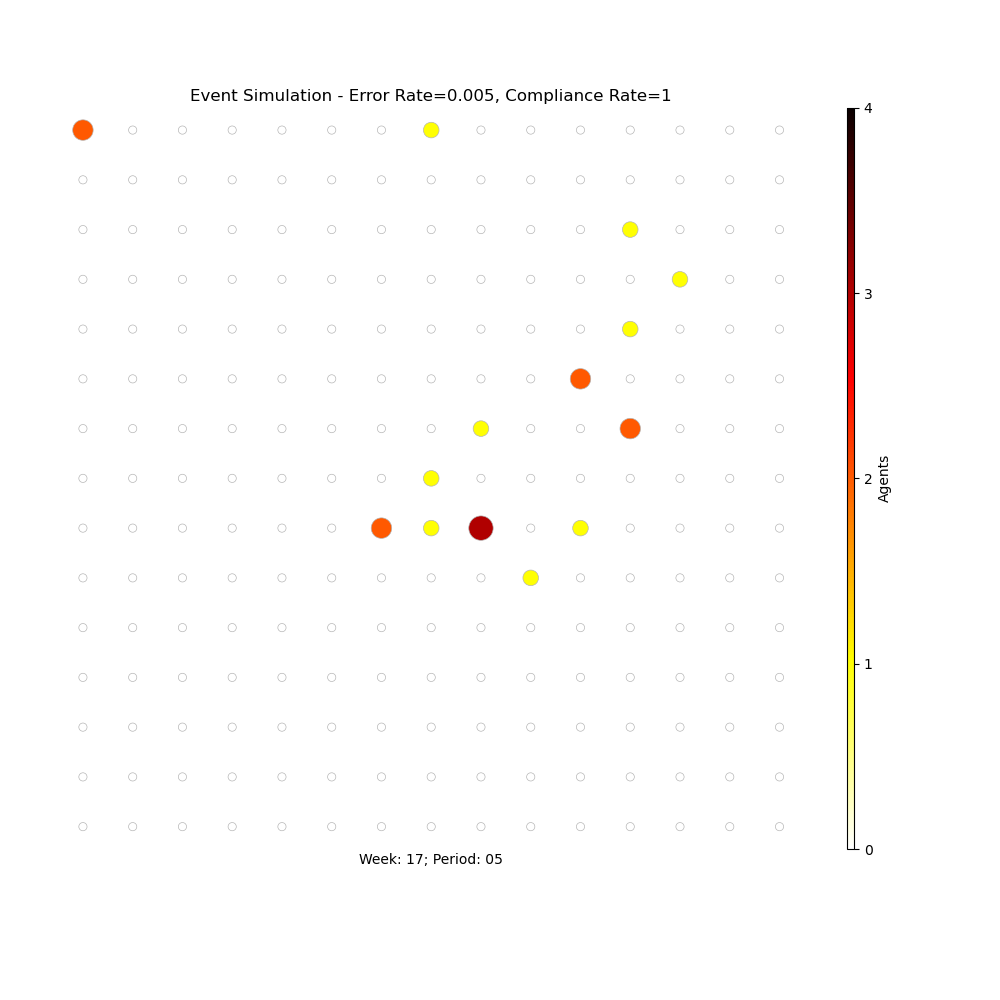 Event Simulation - Error Rate=0.005, Compliance Rate=1
4
3
2
1
0
Agents
Week: 17; Period: 05